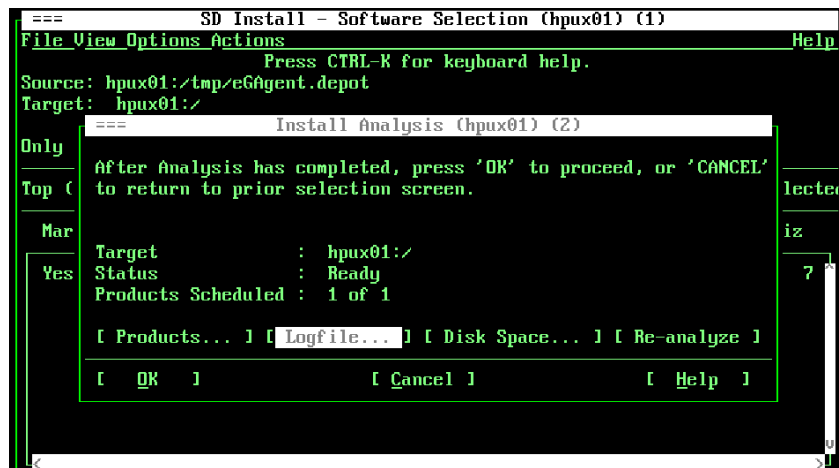 === SD Install - Software Selection (hpux01) (1)
File View Options Actions Help
Press CTRL-K for keyboard help.
Source: hpux01:/tmp/eGAgent.depot
Target: hpux01:/
=== Install Analysis (hpux01) (2)
Only
After Analysis has completed, press 'OK' to proceed, or 'CANCEL'
Top ( to return to prior selection screen. lected
Mar iz
Target : hpux01:/
Yes Status : Ready 7
Products Scheduled : 1 of 1
[ Products... ] [ Logfile... ] [ Disk Space... ] [ Re-analyze ]
[ OK ] [ Cancel ] [ Help ]